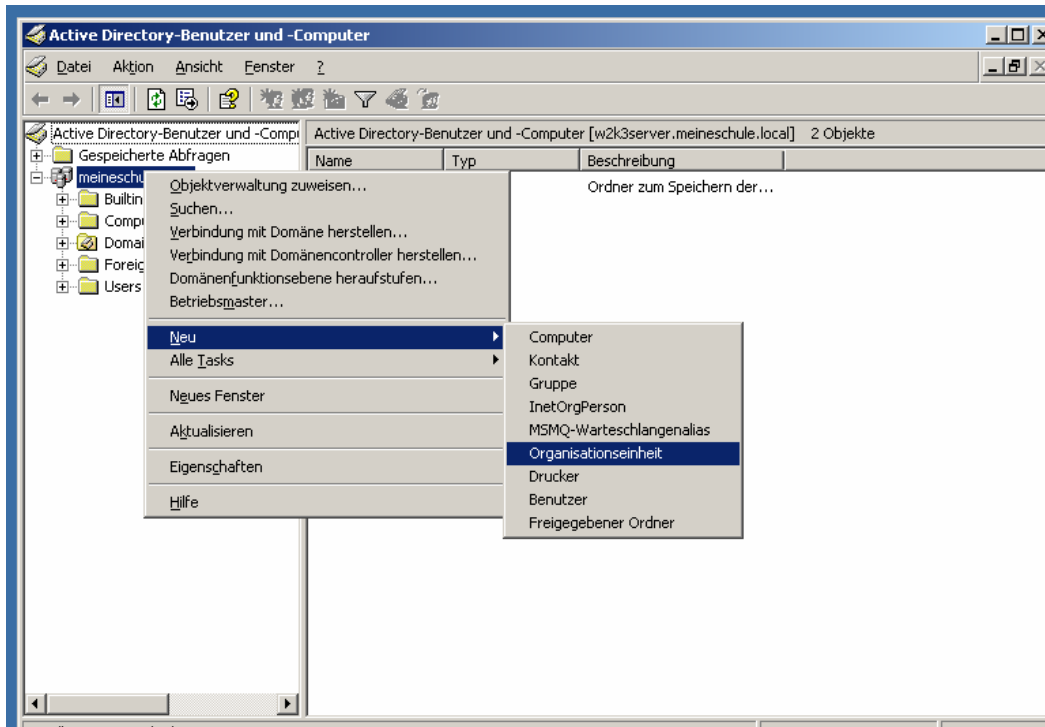 Active Directory-Benutzer und -Computer
Datei Aktion Ansicht Fenster ?
Active Directory-Benutzer und -Compu
Active Directory-Benutzer und -Computer [w2k3server.meineschule.local] 2 Objekte
Gespeicherte Abfragen
Name Typ Beschreibung
meineschu
Ordner zum Speichern der...
Builtin
Compu
Domai
Foreig
Users
Objektverwaltung zuweisen...
Suchen...
Verbindung mit Domäne herstellen...
Verbindung mit Domänencontroller herstellen...
Domänenfunktionsebene heraufstufen...
Betriebsmaster...
Neu
Alle Tasks
Neues Fenster
Aktualisieren
Eigenschaften
Hilfe
Computer
Kontakt
Gruppe
InetOrgPerson
MSMQ-Warteschlangenalias
Organisationseinheit
Drucker
Benutzer
Freigegebener Ordner